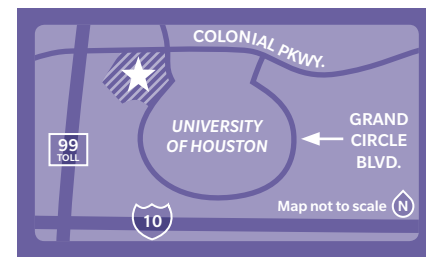 COLONIAL PKWY.
UNIVERSITY
OF HOUSTON
GRAND
CIRCLE
BLVD.
99
TOLL
Map not to scale N
10